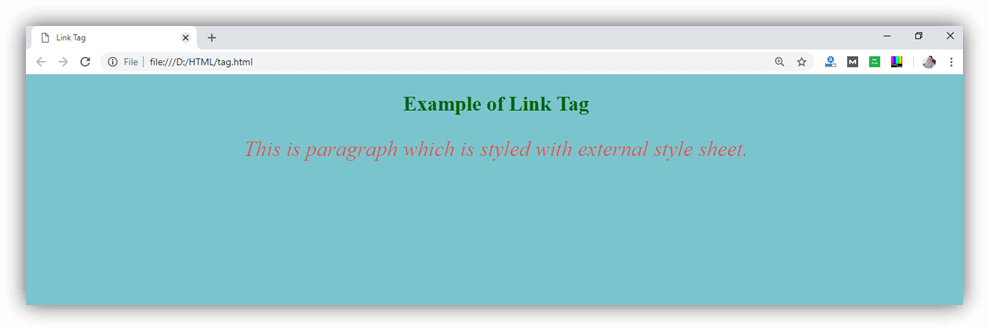 Link Tag
File file:///D:/HTML/tag.html
Example of Link Tag
This is paragraph which is styled with external style sheet.